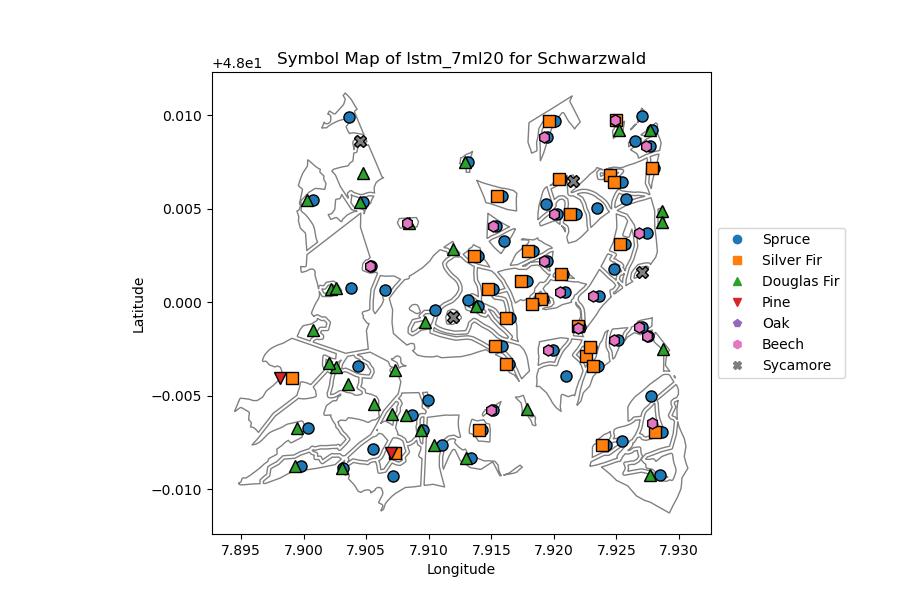 Symbol Map of lstm_7ml20 for Schwarzwald
+4.8e1
0.010
0.005
0.000
−0.005
−0.010
Latitude
7.895 7.900 7.905 7.910 7.915 7.920 7.925 7.930
Longitude
Spruce
Silver Fir
Douglas Fir
Pine
Oak
Beech
Sycamore